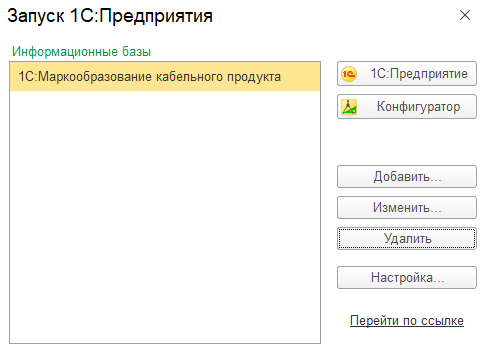 Запуск 1С:Предприятия
Информационные базы
1С:Маркообразование кабельного продукта
1С:Предприятие
Конфигуратор
Добавить...
Изменить...
Удалить
Настройка...
Перейти по ссылке